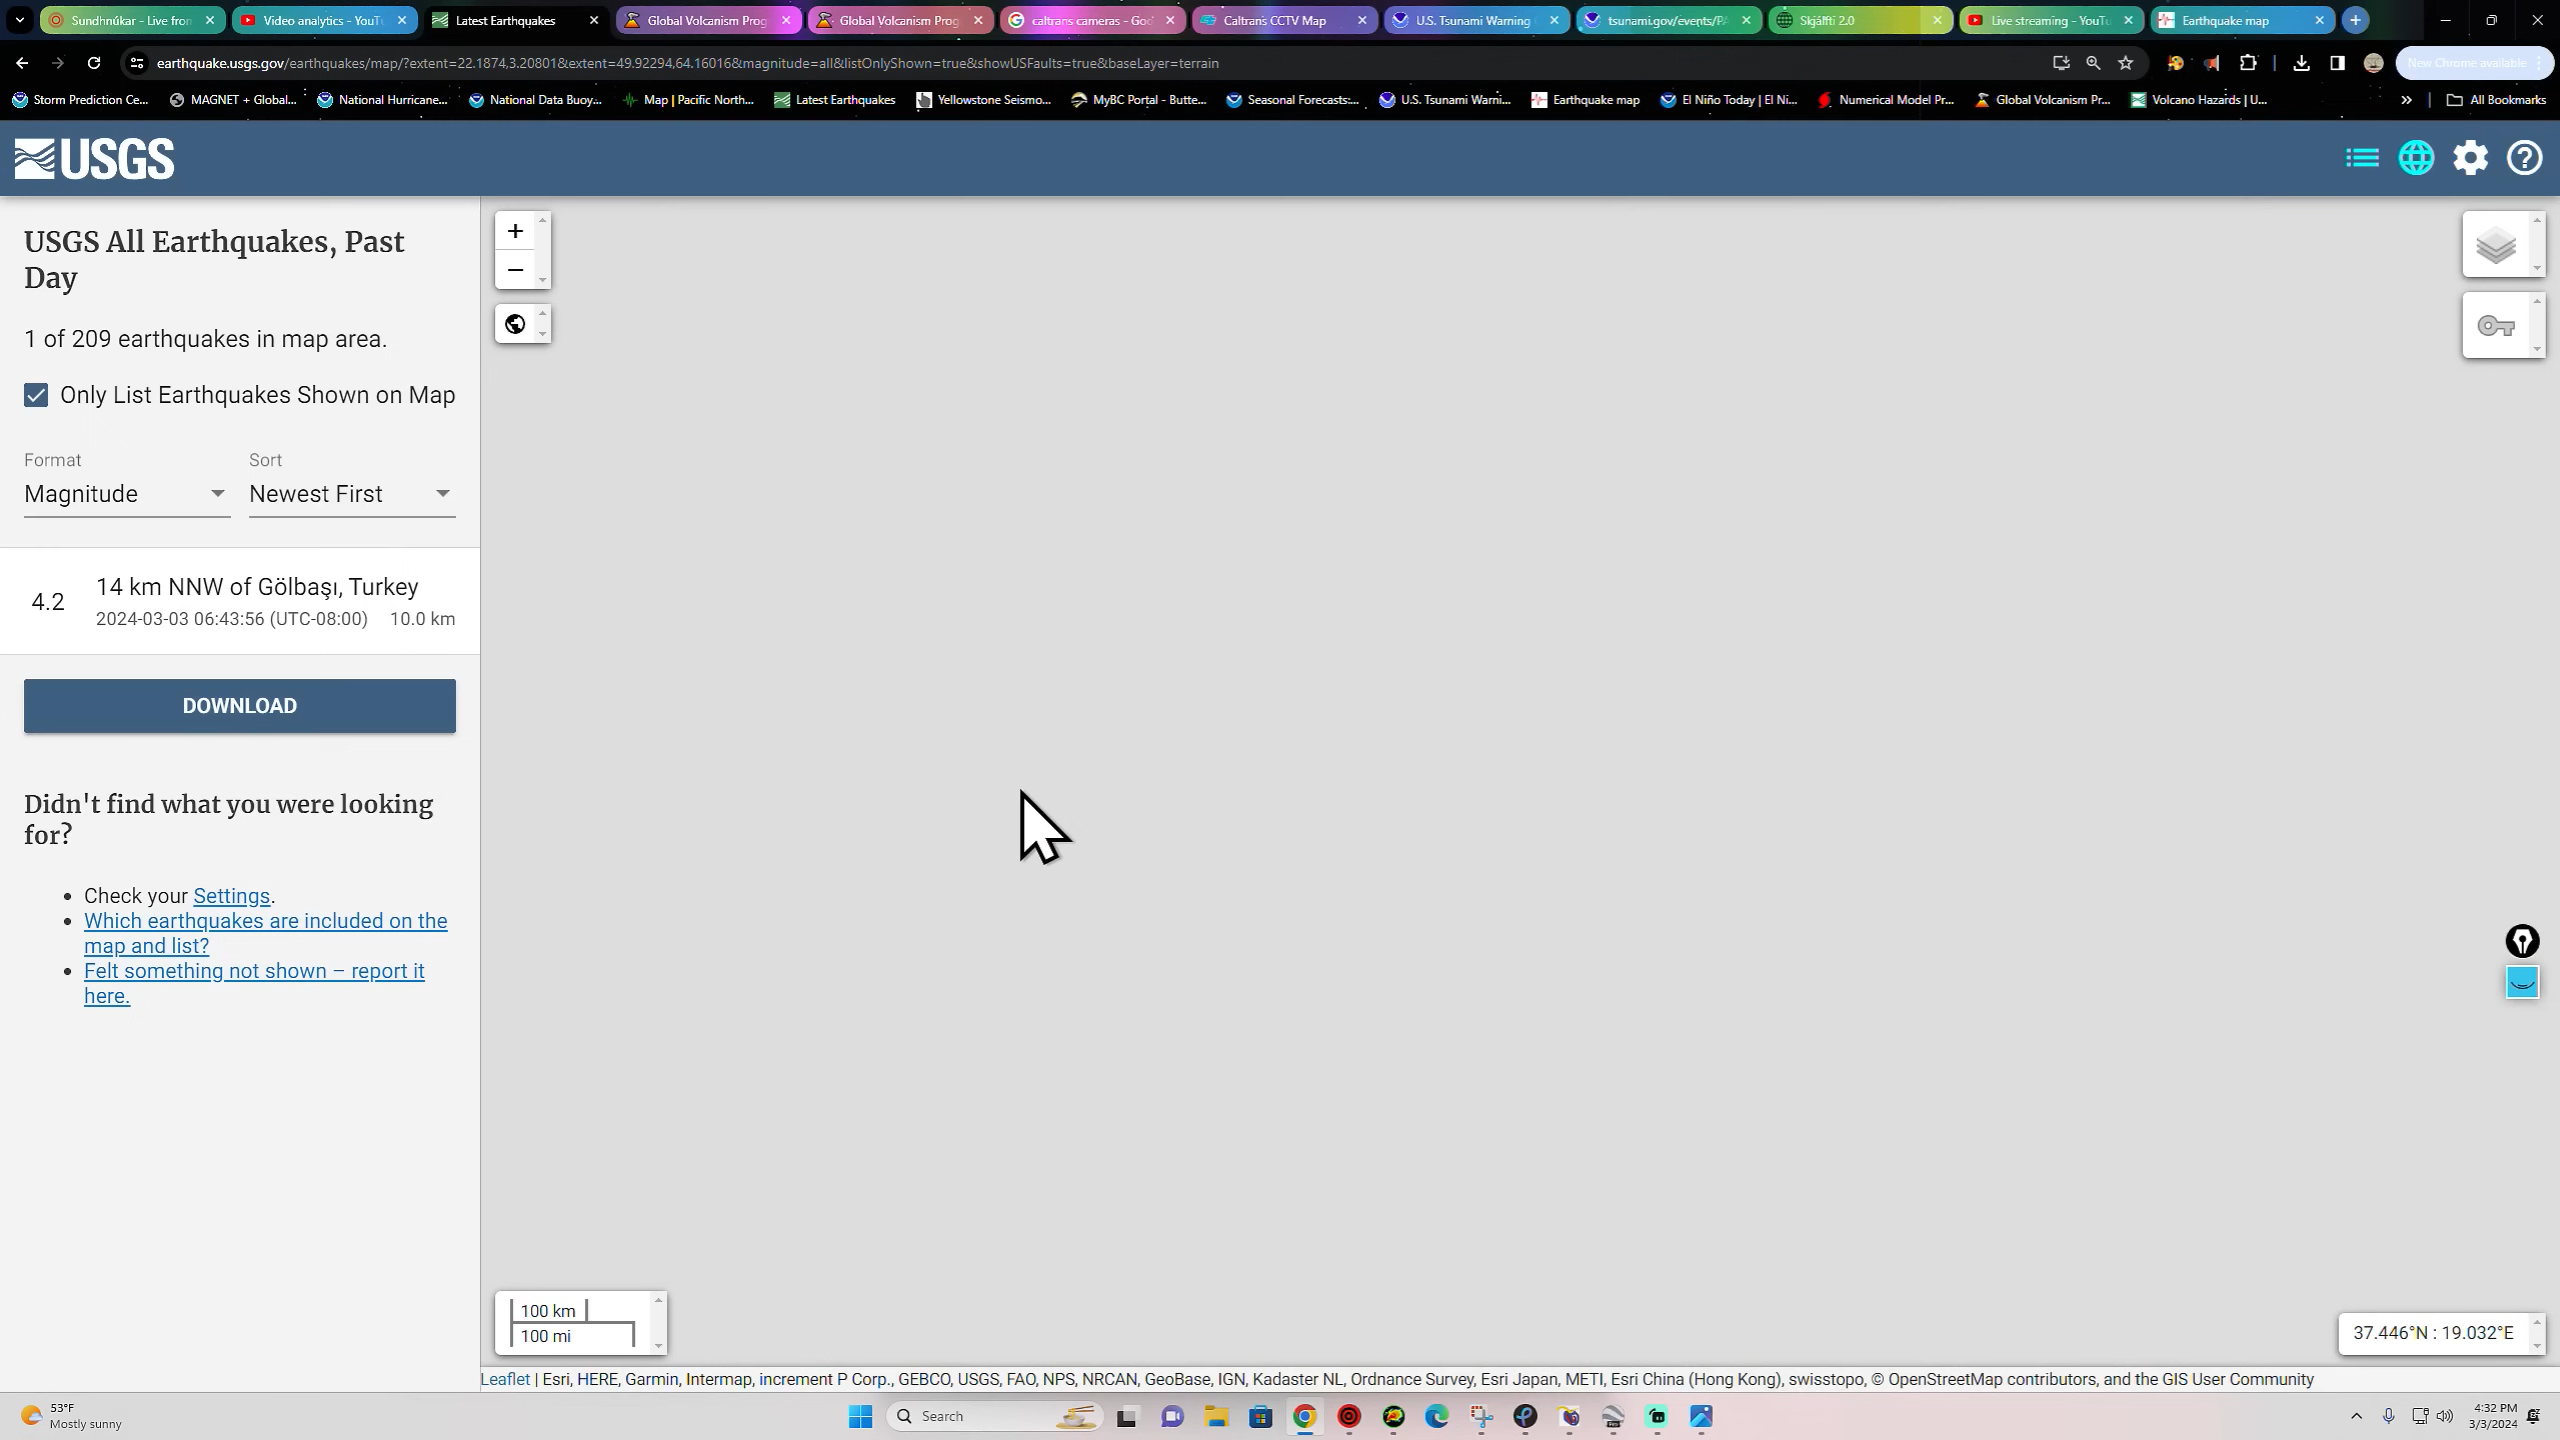 Sundhnúkar - Live fron
Video analytics - YouTu
Latest Earthquakes
Global Volcanism Prog
Global Volcanism Prog
caltrans cameras - Goo
Caltrans CCTV Map
U.S. Tsunami Warning
tsunami.gov/events/PA
Skjálfti 2.0
Live streaming - YouTu
Earthquake map
earthquake.usgs.gov/earthquakes/map/?extent=22.1874,3.20801&extent=49.92294,64.16016&magnitude=all&listOnlyShown=true&showUSFaults=true&baseLayer=terrain
New Chrome available
Storm Prediction Ce...
MAGNET + Global...
National Hurricane...
National Data Buoy...
Map | Pacific North...
Latest Earthquakes
Yellowstone Seismo...
MyBC Portal - Butte...
Seasonal Forecasts:...
U.S. Tsunami Warni...
Earthquake map
El Niño Today | El Ni...
Numerical Model Pr...
Global Volcanism Pr...
Volcano Hazards | U...
All Bookmarks
USGS
USGS All Earthquakes, Past
Day
1 of 209 earthquakes in map area.
Only List Earthquakes Shown on Map
Format
Sort
Magnitude
Newest First
4.2
14 km NNW of Gölbaşı, Turkey
2024-03-03 06:43:56 (UTC-08:00) 10.0 km
DOWNLOAD
Didn't find what you were looking
for?
Check your Settings.
Which earthquakes are included on the
map and list?
Felt something not shown – report it
here.
100 km
100 mi
37.446°N : 19.032°E
Leaflet | Esri, HERE, Garmin, Intermap, increment P Corp., GEBCO, USGS, FAO, NPS, NRCAN, GeoBase, IGN, Kadaster NL, Ordnance Survey, Esri Japan, METI, Esri China (Hong Kong), swisstopo, © OpenStreetMap contributors, and the GIS User Community
53°F
Mostly sunny
Search
4:32 PM
3/3/2024